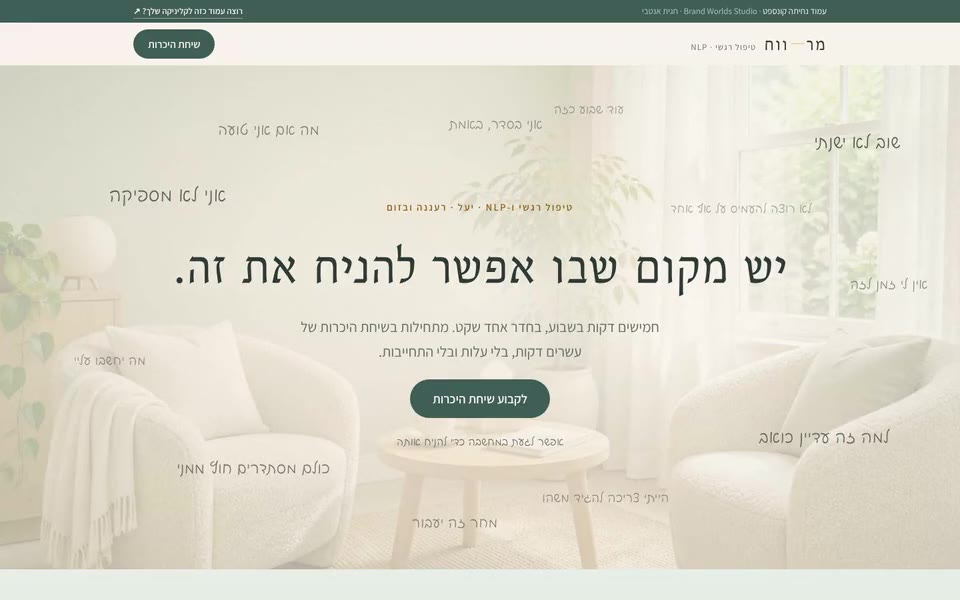 עמוד נחיתה קונספט · Brand Worlds Studio · חגית אנטבי
רוצה עמוד כזה לקליניקה שלך? ↗
מר—ווח
טיפול רגשי · NLP
שיחת היכרות
עוד שבוע כזה
אני בסדר, באמת
מה אם אני טועה
שוב לא ישנתי
אני לא מספיקה
טיפול רגשי ו-NLP · יעל · רעננה ובזום
לא רוצה להעמיס על אף אחד
יש מקום שבו אפשר להניח את זה.
אין לי זמן לזה
חמישים דקות בשבוע, בחדר אחד שקט. מתחילות בשיחת היכרות של
עשרים דקות, בלי עלות ובלי התחייבות.
מה יחשבו עליי
לקבוע שיחת היכרות
למה זה עדיין כואב
אפשר לגעת במחשבה כדי להניח אותה
כולם מסתדרים חוץ ממני
הייתי צריכה להגיד משהו
מחר זה יעבור